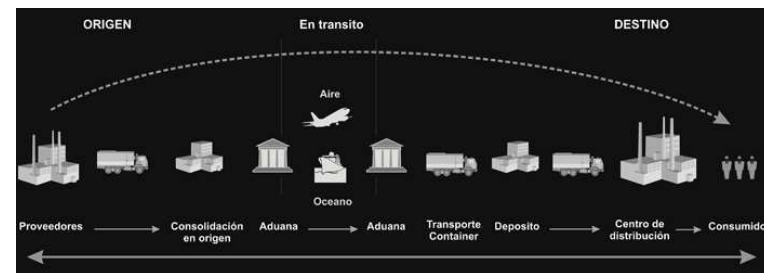 ORIGEN
En transito
DESTINO
Aire
Oceano
Proveedores
Consolidación
en origen
Aduana
Aduana
Transporte
Container
Deposito
Centro de
distribución
Consumido